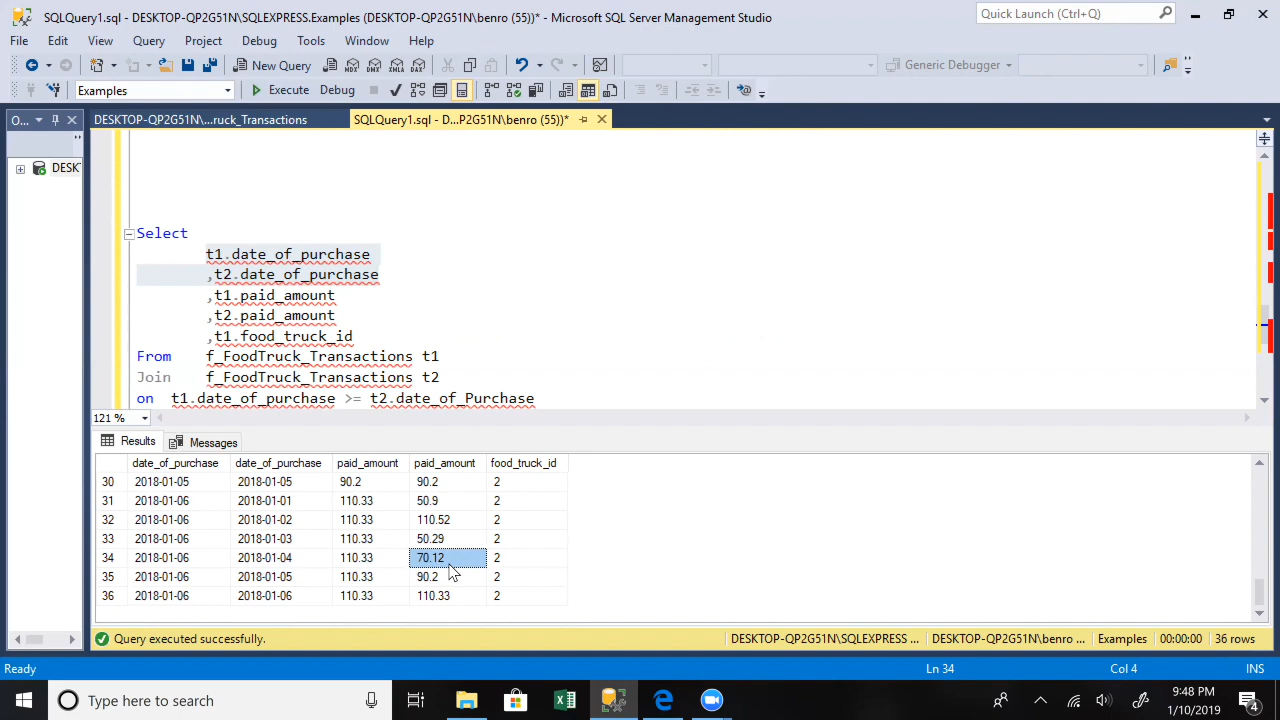 SQLQuery1.sql - DESKTOP-QP2G51N\SQLEXPRESS.Examples (DESKTOP-QP2G51N\benro (55))* - Microsoft SQL Server Management Studio
Quick Launch (Ctrl+Q)
File Edit View Query Project Debug Tools Window Help
New Query MDX DMX XMLA DAX Generic Debugger
Examples Execute Debug
O... DESKTOP-QP2G51N\...ruck_Transactions SQLQuery1.sql - D...P2G51N\benro (55))*
DESK
Select
t1.date_of_purchase
,t2.date_of_purchase
,t1.paid_amount
,t2.paid_amount
,t1.food_truck_id
From f_FoodTruck_Transactions t1
Join f_FoodTruck_Transactions t2
on t1.date_of_purchase >= t2.date_of_Purchase
121 %
Results Messages
date_of_purchase date_of_purchase paid_amount paid_amount food_truck_id
30 2018-01-05 2018-01-05 90.2 90.2 2
31 2018-01-06 2018-01-01 110.33 50.9 2
32 2018-01-06 2018-01-02 110.33 110.52 2
33 2018-01-06 2018-01-03 110.33 50.29 2
34 2018-01-06 2018-01-04 110.33 70.12 2
35 2018-01-06 2018-01-05 110.33 90.2 2
36 2018-01-06 2018-01-06 110.33 110.33 2
Query executed successfully. DESKTOP-QP2G51N\SQLEXPRESS ... DESKTOP-QP2G51N\benro ... Examples 00:00:00 36 rows
Ready Ln 34 Col 4 INS
Type here to search
9:48 PM
1/10/2019
4